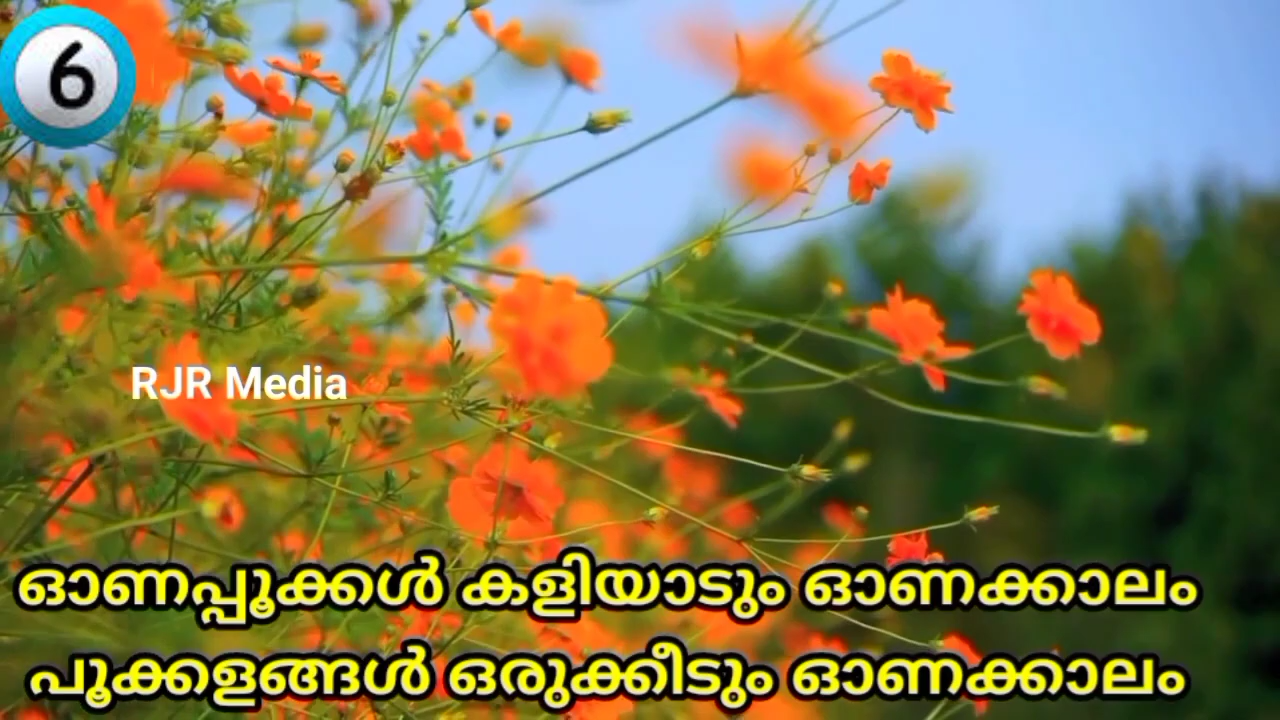 6
RJR Media
ഓണപ്പൂക്കൾ കളിയാടും ഓണക്കാലം
പൂക്കളങ്ങൾ ഒരുക്കീടും ഓണക്കാലം